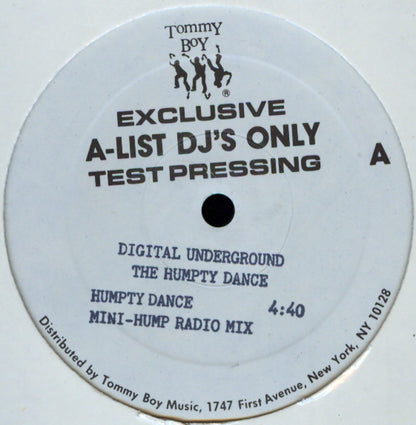 TOMMY
BOY
®
EXCLUSIVE
A-LIST DJ'S ONLY
TEST PRESSING
A
DIGITAL UNDERGROUND
THE HUMPTY DANCE
HUMPTY DANCE 4:40
MINI-HUMP RADIO MIX
Distributed by Tommy Boy Music, 1747 First Avenue, New York, NY 10128